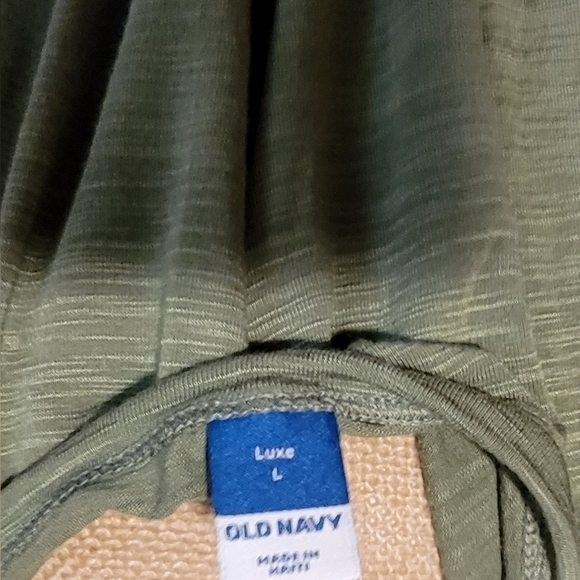 Luxe
L
OLD NAVY
MADE IN
HAITI